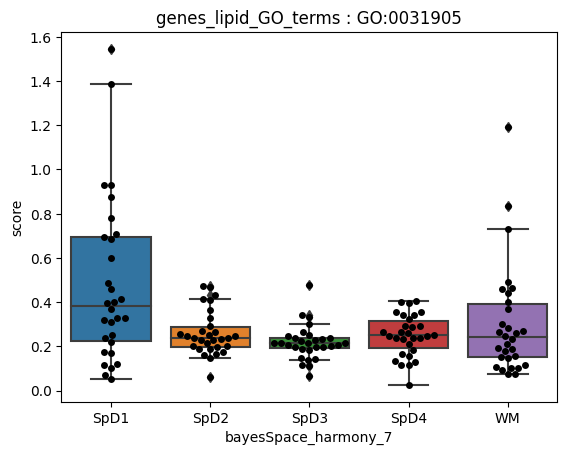 genes_lipid_GO_terms : GO:0031905
1.6
1.4
1.2
1.0
0.8
0.6
0.4
0.2
0.0
score
SpD1 SpD2 SpD3 SpD4 WM
bayesSpace_harmony_7